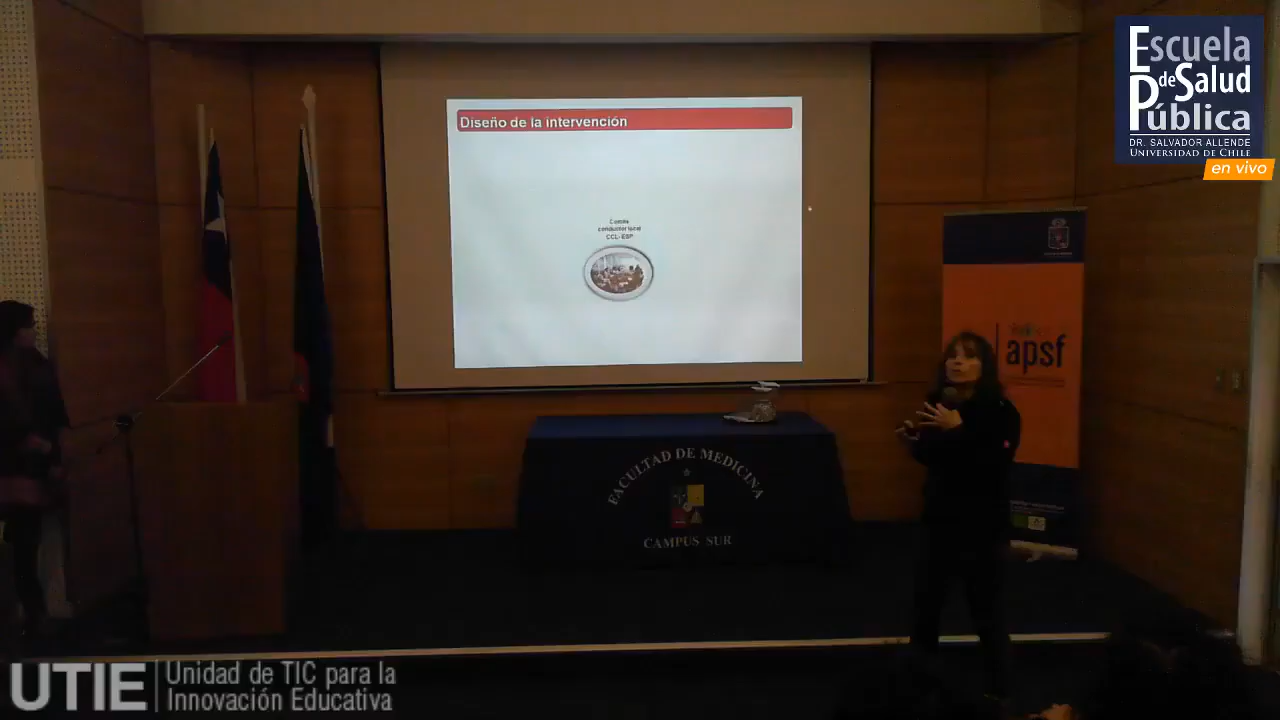 Escuela
de Salud
Pública
DR. SALVADOR ALLENDE
UNIVERSIDAD DE CHILE
en vivo
Diseño de la intervención
Comité
conductor local
CCL-ESP
apsf
FACULTAD DE MEDICINA
CAMPUS SUR
UTIE
Unidad de TIC para la
Innovación Educativa